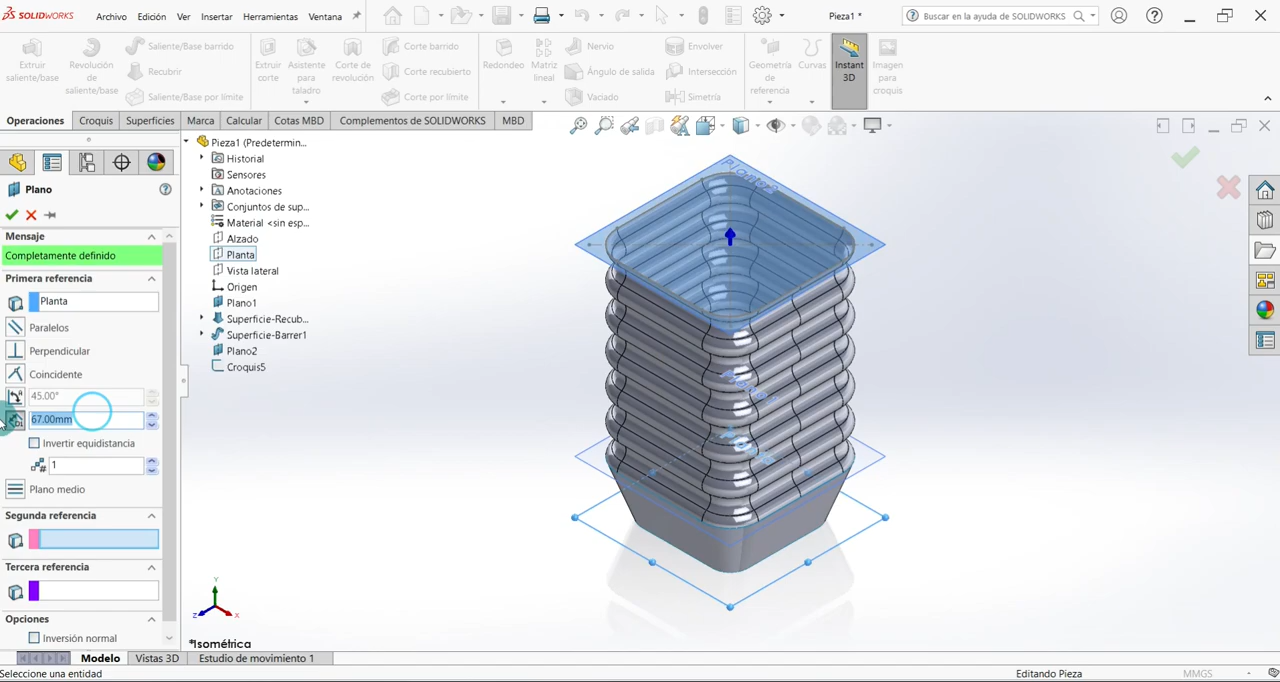 SOLIDWORKS
Archivo Edición Ver Insertar Herramientas Ventana
Pieza1 *
Buscar en la ayuda de SOLIDWORKS
Extruir saliente/base
Revolución de saliente/base
Saliente/Base barrido
Recubrir
Saliente/Base por límite
Extruir corte
Asistente para taladro
Corte de revolución
Corte barrido
Corte recubierto
Corte por límite
Redondeo
Matriz lineal
Nervio
Ángulo de salida
Vaciado
Envolver
Intersección
Simetría
Geometría de referencia
Curvas
Instant 3D
Imagen para croquis
Operaciones Croquis Superficies Marca Calcular Cotas MBD Complementos de SOLIDWORKS MBD
Plano
Mensaje
Completamente definido
Primera referencia
Planta
Paralelos
Perpendicular
Coincidente
45.00°
67.00mm
Invertir equidistancia
1
Plano medio
Segunda referencia
Tercera referencia
Opciones
Inversión normal
Pieza1 (Predetermin...
Historial
Sensores
Anotaciones
Conjuntos de sup...
Material <sin esp...
Alzado
Planta
Vista lateral
Origen
Plano1
Superficie-Recub...
Superficie-Barrer1
Plano2
Croquis5
Y
Z
X
*Isométrica
Modelo Vistas 3D Estudio de movimiento 1
Seleccione una entidad
Editando Pieza
MMGS